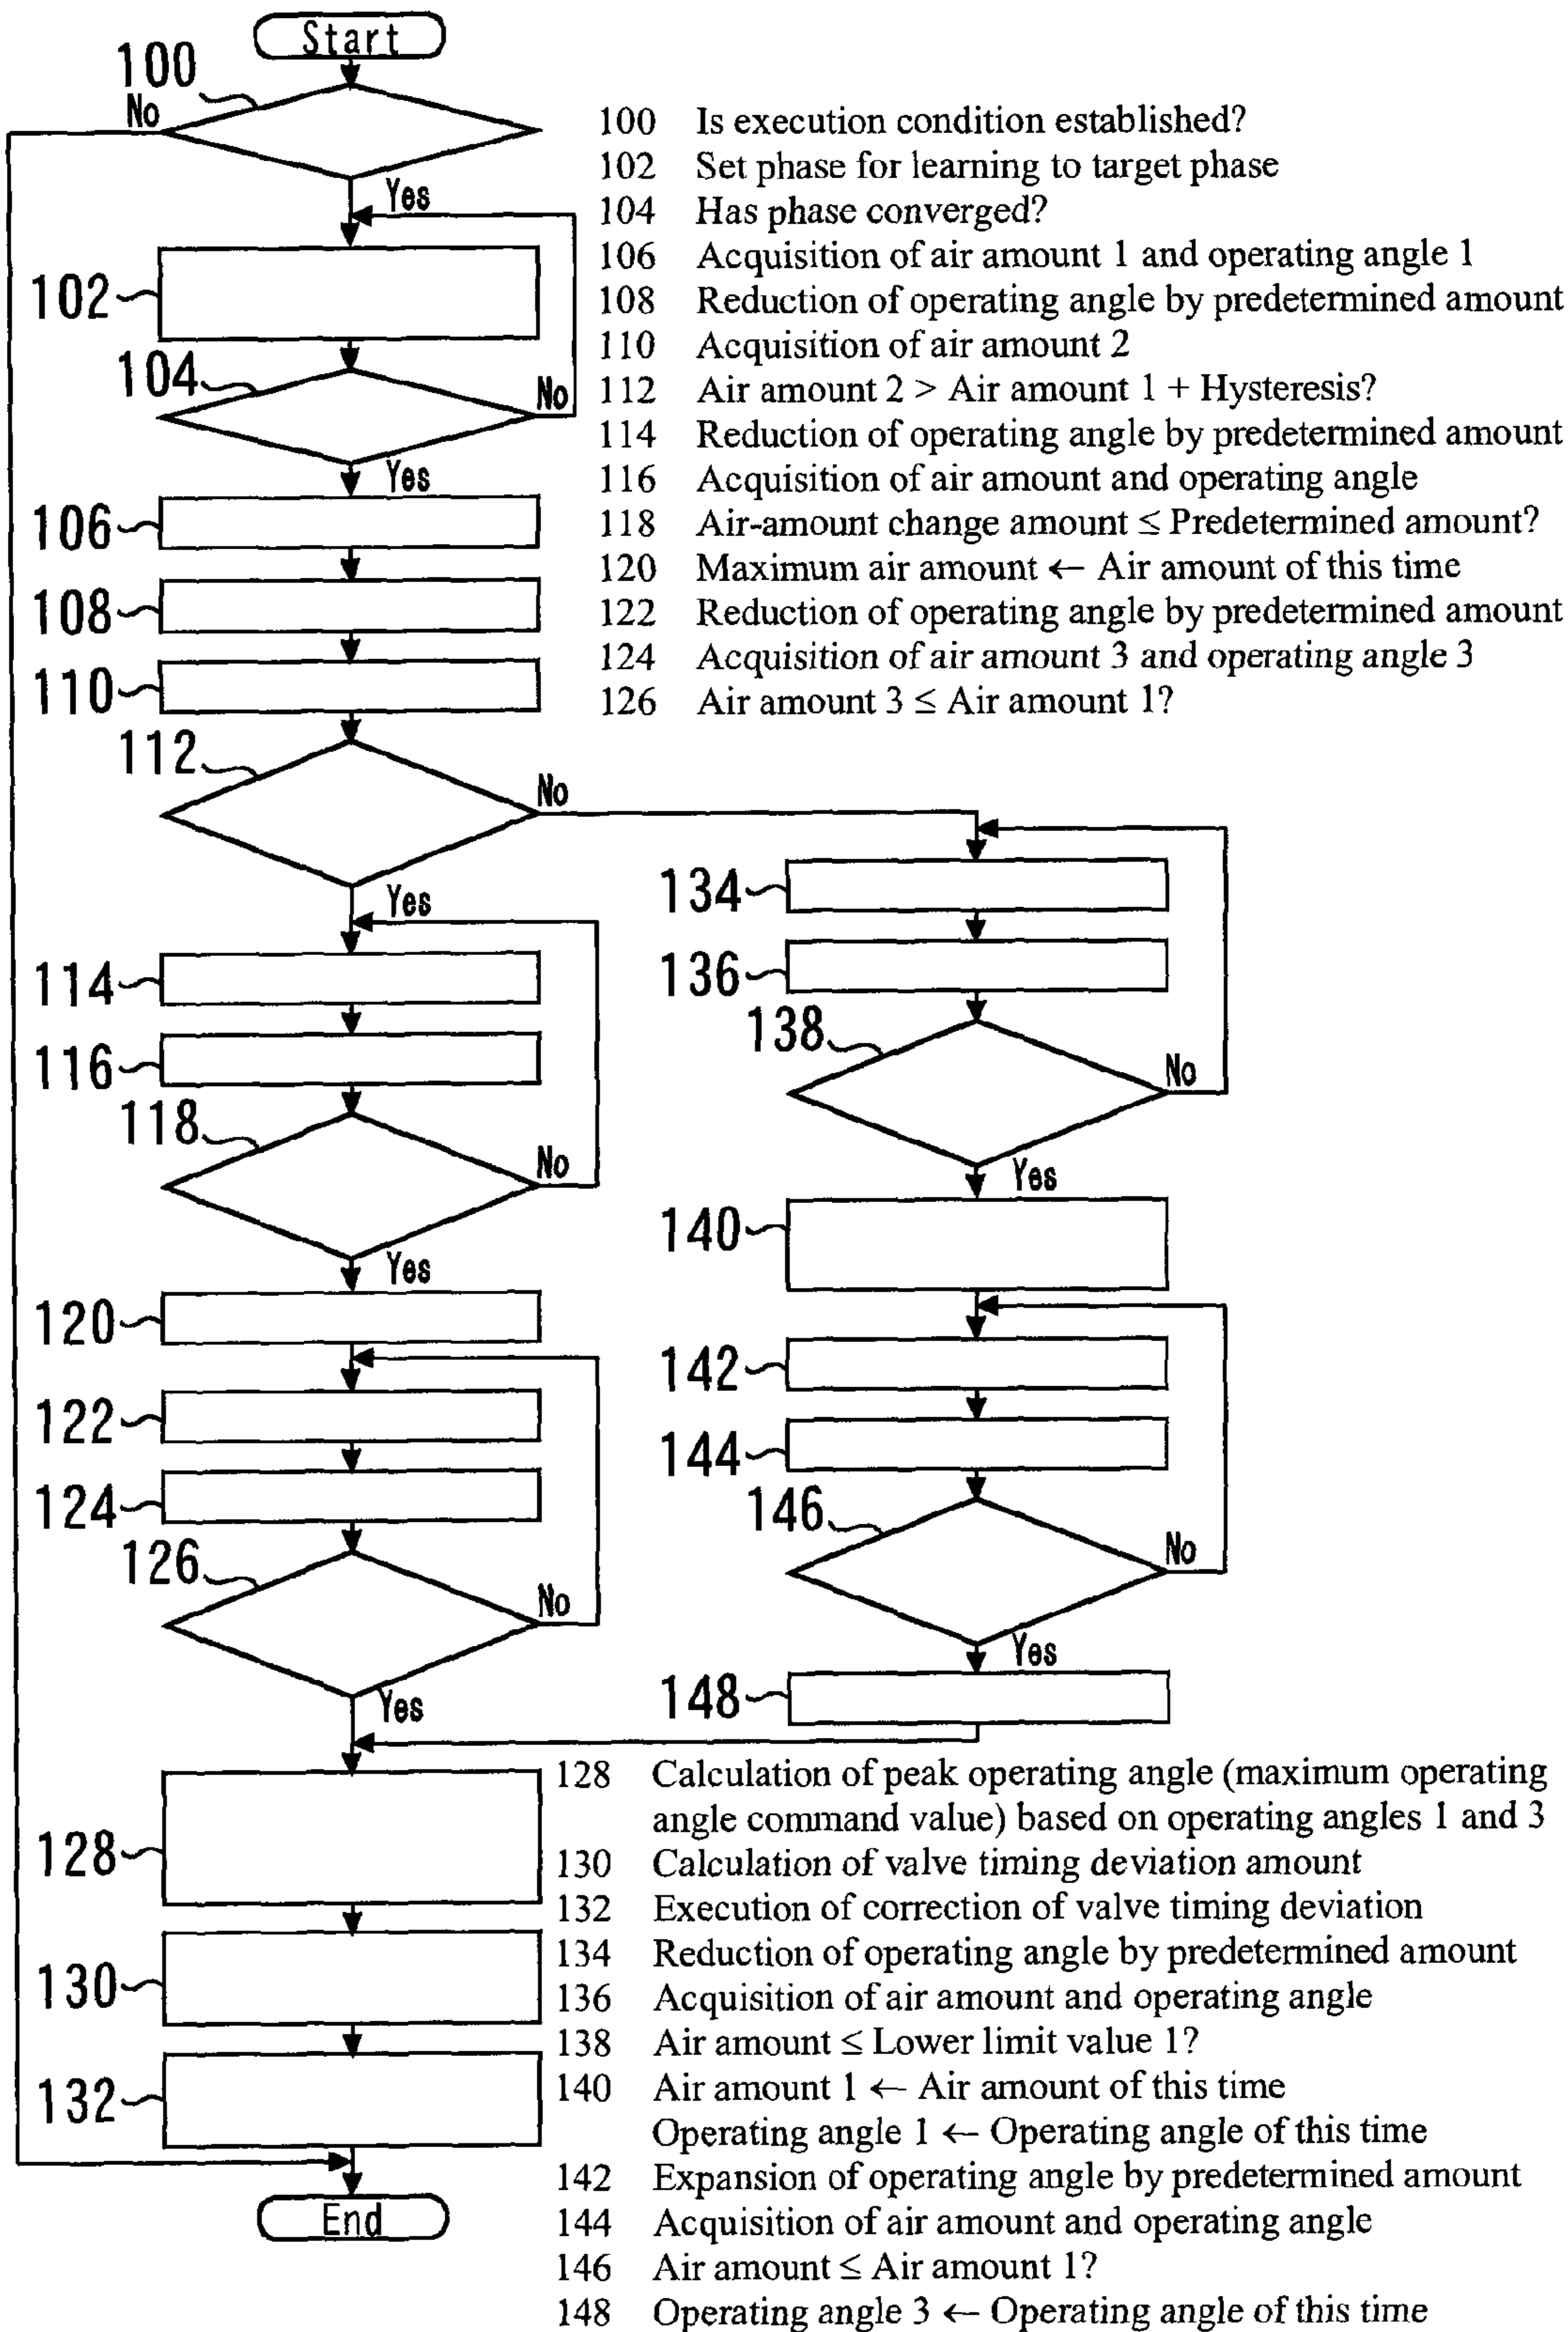 Start
100
No
Yes
100 Is execution condition established?
102 Set phase for learning to target phase
104 Has phase converged?
106 Acquisition of air amount 1 and operating angle 1
108 Reduction of operating angle by predetermined amount
110 Acquisition of air amount 2
112 Air amount 2 > Air amount 1 + Hysteresis?
114 Reduction of operating angle by predetermined amount
116 Acquisition of air amount and operating angle
118 Air-amount change amount ≤ Predetermined amount?
120 Maximum air amount ← Air amount of this time
122 Reduction of operating angle by predetermined amount
124 Acquisition of air amount 3 and operating angle 3
126 Air amount 3 ≤ Air amount 1?
102
104
No
Yes
106
108
110
112
No
Yes
114
116
118
No
Yes
120
122
124
126
No
Yes
134
136
138
No
Yes
140
142
144
146
No
Yes
148
128
130
132
End
128 Calculation of peak operating angle (maximum operating
angle command value) based on operating angles 1 and 3
130 Calculation of valve timing deviation amount
132 Execution of correction of valve timing deviation
134 Reduction of operating angle by predetermined amount
136 Acquisition of air amount and operating angle
138 Air amount ≤ Lower limit value 1?
140 Air amount 1 ← Air amount of this time
Operating angle 1 ← Operating angle of this time
142 Expansion of operating angle by predetermined amount
144 Acquisition of air amount and operating angle
146 Air amount ≤ Air amount 1?
148 Operating angle 3 ← Operating angle of this time